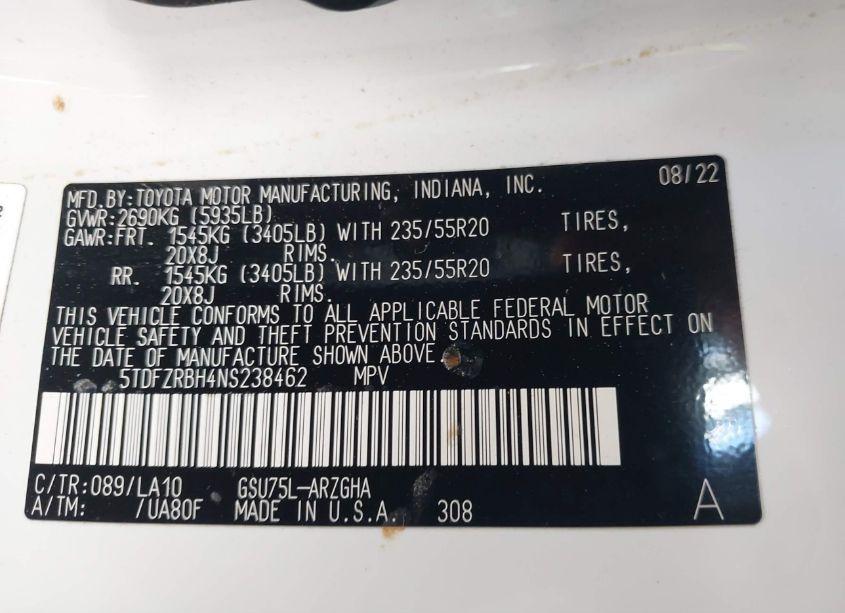 MFD.BY:TOYOTA MOTOR MANUFACTURING, INDIANA, INC. 08/22
GVWR:2690KG (5935LB)
GAWR:FRT. 1545KG (3405LB) WITH 235/55R20 TIRES,
20X8J RIMS.
RR. 1545KG (3405LB) WITH 235/55R20 TIRES,
20X8J RIMS.
THIS VEHICLE CONFORMS TO ALL APPLICABLE FEDERAL MOTOR
VEHICLE SAFETY AND THEFT PREVENTION STANDARDS IN EFFECT ON
THE DATE OF MANUFACTURE SHOWN ABOVE.
5TDFZRBH4NS238462 MPV
C/TR:089/LA10 GSU75L-ARZGHA
A/TM: /UA80F MADE IN U.S.A. 308 A